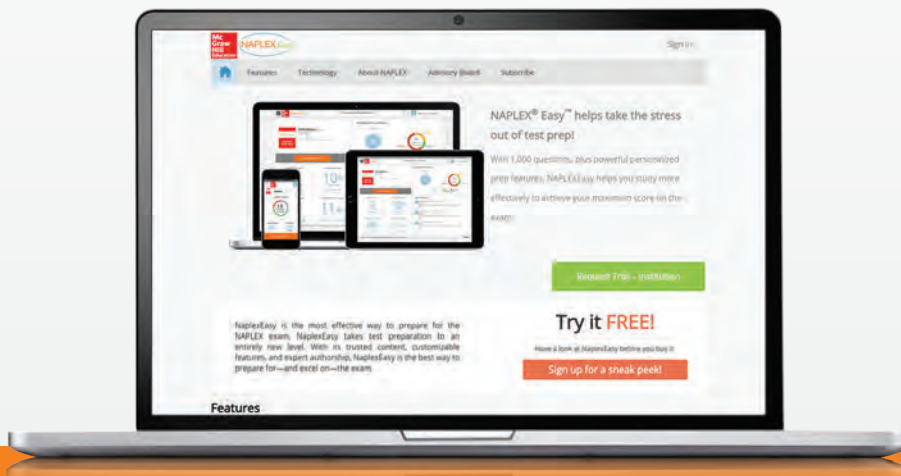 Mc
Graw
Hill
Education
NAPLEX Easy
Sign in
Features Technology About NAPLEX Advisory Board Subscribe
NAPLEX® Easy™ helps take the stress
out of test prep!
With 1,000 questions, plus powerful personalized
prep features, NAPLEXEasy helps you study more
effectively to achieve your maximum score on the
exam.
Request Trial - Institution
NaplexEasy is the most effective way to prepare for the
NAPLEX exam. NaplexEasy takes test preparation to an
entirely new level. With its trusted content, customizable
features, and expert authorship, NaplexEasy is the best way to
prepare for—and excel on—the exam.
Try it FREE!
Have a look at NaplexEasy before you buy it
Sign up for a sneak peek!
Features